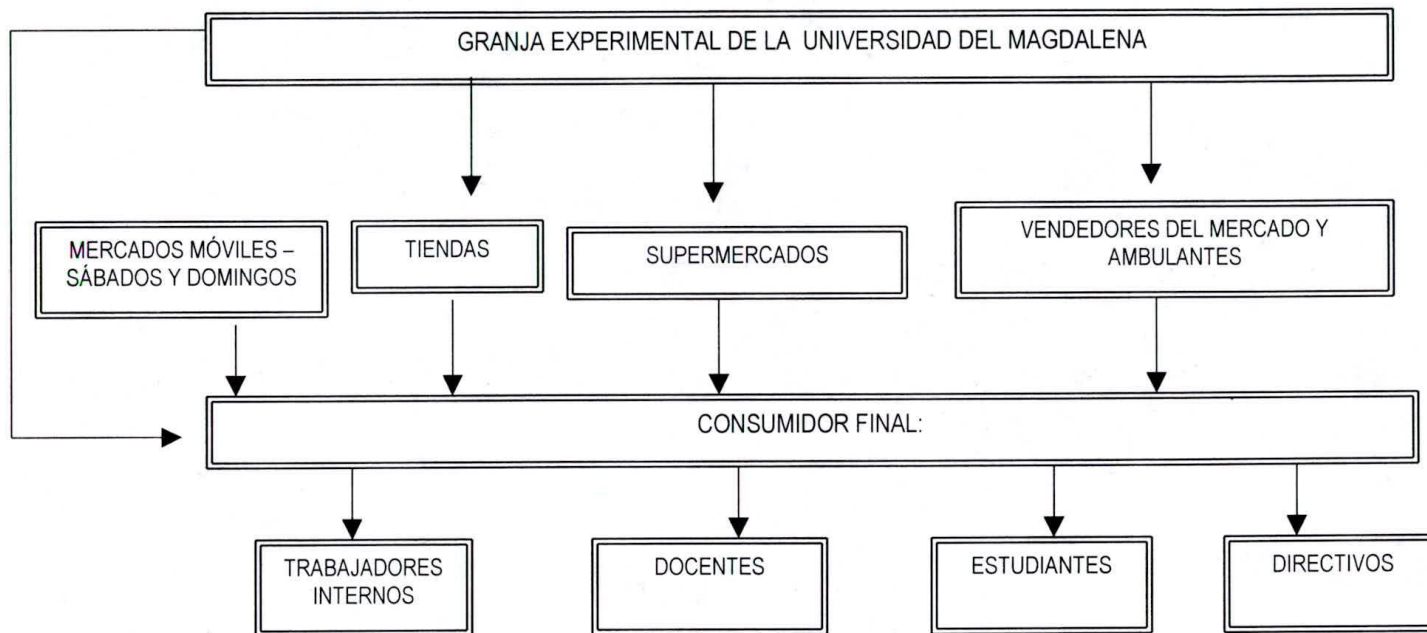 GRANJA EXPERIMENTAL DE LA UNIVERSIDAD DEL MAGDALENA
MERCADOS MÓVILES –
SÁBADOS Y DOMINGOS
TIENDAS
SUPERMERCADOS
VENDEDORES DEL MERCADO Y
AMBULANTES
CONSUMIDOR FINAL:
TRABAJADORES
INTERNOS
DOCENTES
ESTUDIANTES
DIRECTIVOS